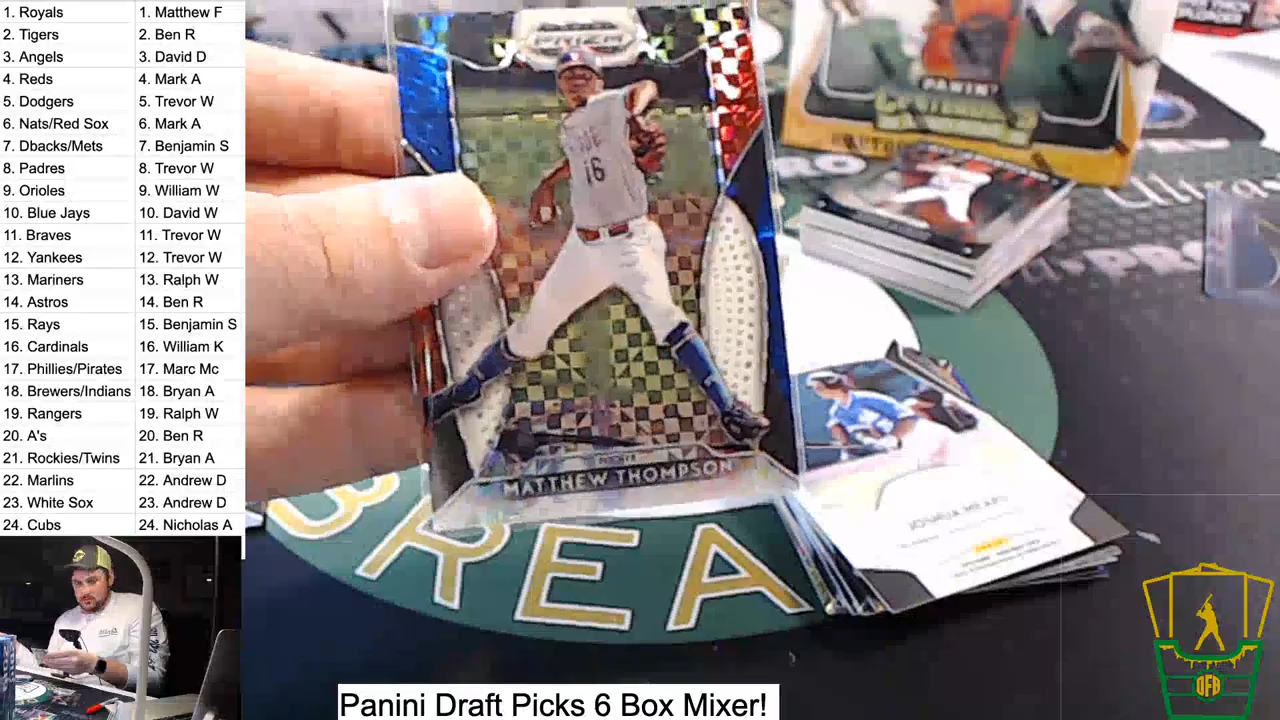 1. Royals
2. Tigers
3. Angels
4. Reds
5. Dodgers
6. Nats/Red Sox
7. Dbacks/Mets
8. Padres
9. Orioles
10. Blue Jays
11. Braves
12. Yankees
13. Mariners
14. Astros
15. Rays
16. Cardinals
17. Phillies/Pirates
18. Brewers/Indians
19. Rangers
20. A's
21. Rockies/Twins
22. Marlins
23. White Sox
24. Cubs
1. Matthew F
2. Ben R
3. David D
4. Mark A
5. Trevor W
6. Mark A
7. Benjamin S
8. Trevor W
9. William W
10. David W
11. Trevor W
12. Trevor W
13. Ralph W
14. Ben R
15. Benjamin S
16. William K
17. Marc Mc
18. Bryan A
19. Ralph W
20. Ben R
21. Bryan A
22. Andrew D
23. Andrew D
24. Nicholas A
16
PITCHER
MATTHEW THOMPSON
PANINI
BREA
DFB
Panini Draft Picks 6 Box Mixer!